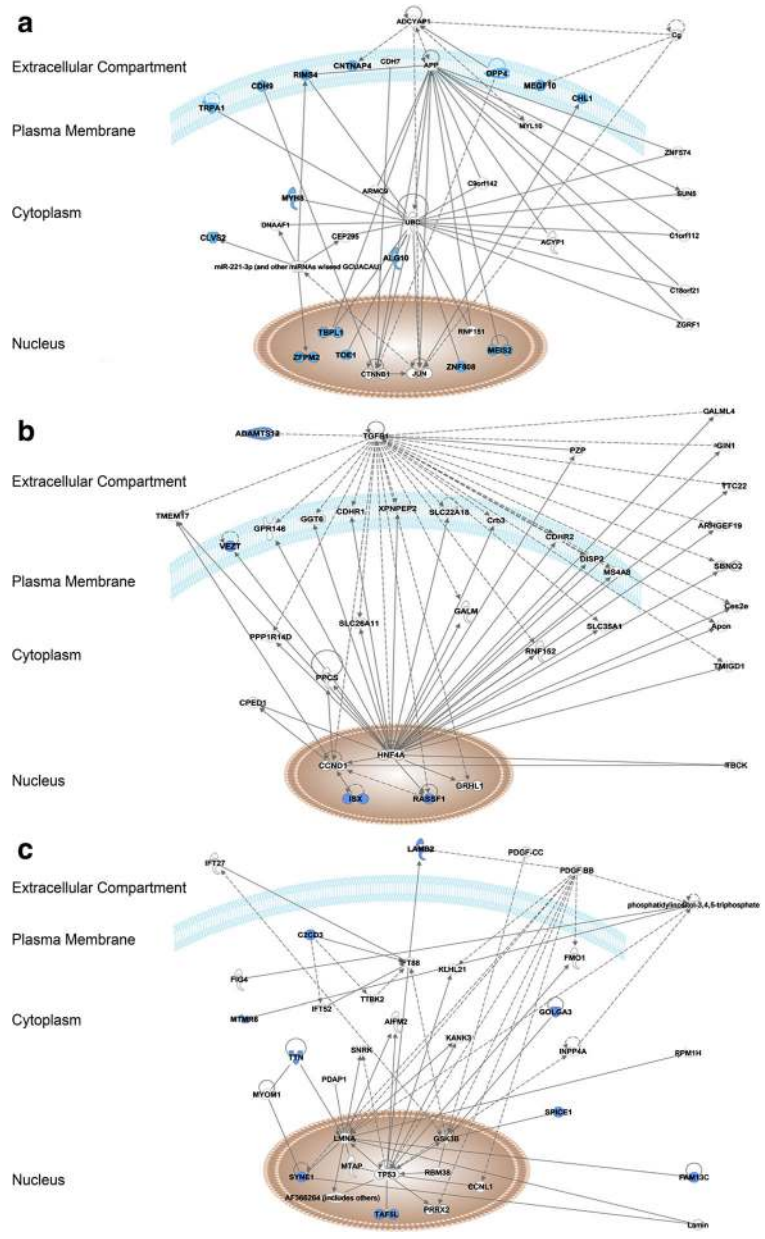 a
ADCYAP1
Cg
Extracellular Compartment
CNTNAP4
CDH7
APP
DPP4
RIMS4
MEGF10
CDH9
CHL1
TRPA1
Plasma Membrane
MYL10
ZNF574
C9orf142
ARMC9
SUN5
MYH8
Cytoplasm
UBC
DNAAF1
CLVS2
CEP295
C1orf112
ACYP1
ALG10
miR-221-3p (and other miRNAs w/seed GCUACAU)
C18orf21
TBPL1
RNF151
ZGRF1
Nucleus
ZFPM2
TOE1
MEIS2
CTNNB1
JUN
ZNF808
b
CALML4
ADAMTS12
TGFB1
GIN1
PZP
Extracellular Compartment
TTC22
TMEM17
GPR146
GGT6
CDHR1
XPNPEP2
SLC22A18
Crb3
ARHGEF19
VEZT
CDHR2
DISP2
SBNO2
Plasma Membrane
MS4A8
Ces2e
GALM
SLC26A11
SLC35A1
Apon
PPP1R14D
Cytoplasm
RNF152
TMIGD1
PPCS
CPED1
HNF4A
CCND1
TBCK
Nucleus
GRHL1
ISX
RASSF1
c
LAMB2
PDGF-CC
IFT27
PDGF BB
Extracellular Compartment
phosphatidylinositol-3,4,5-triphosphate
Plasma Membrane
C2CD3
IFT88
KLHL21
FMO1
FIG4
TTBK2
Cytoplasm
MTMR8
IFT52
GOLGA3
AIFM2
KANK3
SNRK
INPP4A
PPM1H
TTN
PDAP1
MYOM1
SPICE1
LMNA
GSK3B
MTAP
TP53
RBM38
Nucleus
SYNE1
CCNL1
FAM13C
AF366264 (includes others)
TAF5L
PRRX2
Lamin